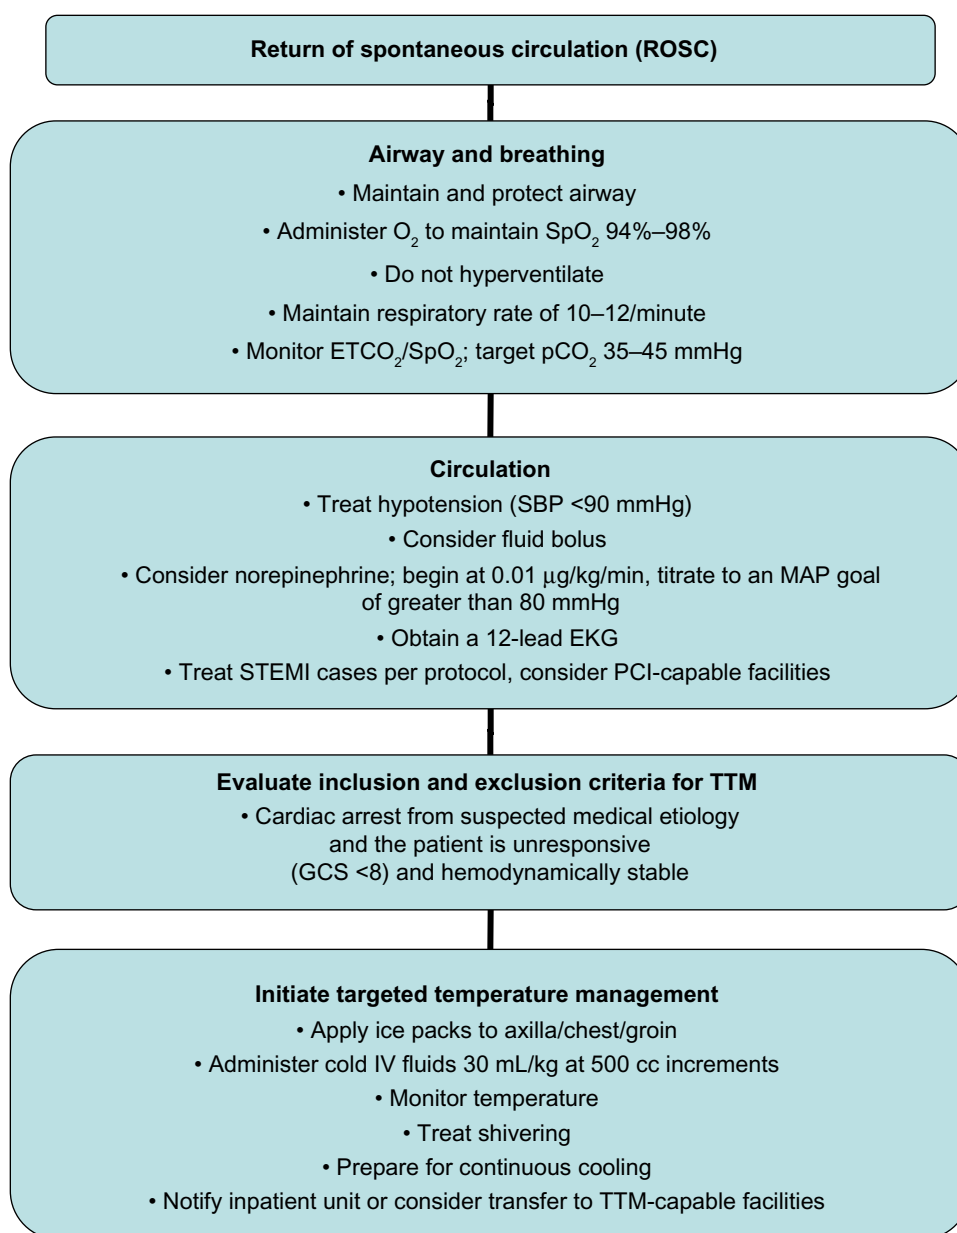 Return of spontaneous circulation (ROSC)
Airway and breathing
• Maintain and protect airway
• Administer O₂ to maintain SpO₂ 94%–98%
• Do not hyperventilate
• Maintain respiratory rate of 10–12/minute
• Monitor ETCO₂/SpO₂; target pCO₂ 35–45 mmHg
Circulation
• Treat hypotension (SBP <90 mmHg)
• Consider fluid bolus
• Consider norepinephrine; begin at 0.01 μg/kg/min, titrate to an MAP goal
of greater than 80 mmHg
• Obtain a 12-lead EKG
• Treat STEMI cases per protocol, consider PCI-capable facilities
Evaluate inclusion and exclusion criteria for TTM
• Cardiac arrest from suspected medical etiology
and the patient is unresponsive
(GCS <8) and hemodynamically stable
Initiate targeted temperature management
• Apply ice packs to axilla/chest/groin
• Administer cold IV fluids 30 mL/kg at 500 cc increments
• Monitor temperature
• Treat shivering
• Prepare for continuous cooling
• Notify inpatient unit or consider transfer to TTM-capable facilities